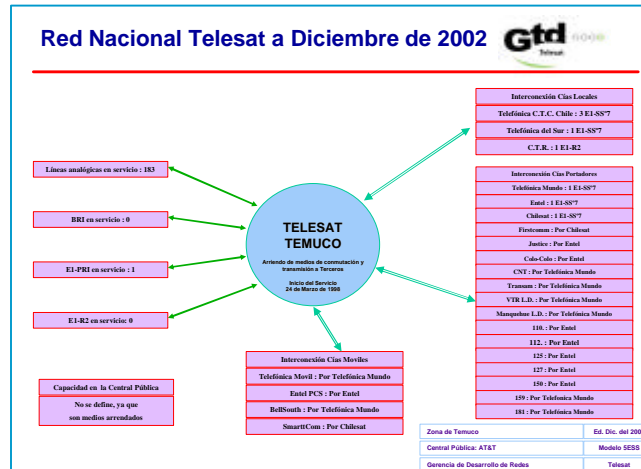 Red Nacional Telesat a Diciembre de 2002
Gtd
Telesat
Líneas analógicas en servicio : 183
BRI en servicio : 0
E1-PRI en servicio : 1
E1-R2 en servicio: 0
TELESAT
TEMUCO
Arriendo de medios de conmutación y
transmisión a Terceros
Inicio del Servicio
24 de Marzo de 1998
Interconexión Cías Locales
Telefónica C.T.C. Chile : 3 E1-SS'7
Telefónica del Sur : 1 E1-SS'7
C.T.R. : 1 E1-R2
Interconexión Cías Portadores
Telefónica Mundo : 1 E1-SS'7
Entel : 1 E1-SS'7
Chilesat : 1 E1-SS'7
Firstcomm : Por Chilesat
Justice : Por Entel
Colo-Colo : Por Entel
CNT : Por Telefónica Mundo
Transam : Por Telefónica Mundo
VTR L.D. : Por Telefónica Mundo
Manquehue L.D. : Por Telefónica Mundo
110. : Por Entel
112. : Por Entel
125 : Por Entel
127 : Por Entel
150 : Por Entel
159 : Por Telefonica Mundo
181 : Por Telefónica Mundo
Interconexión Cías Moviles
Telefónica Movil : Por Telefónica Mundo
Entel PCS : Por Entel
BellSouth : Por Telefónica Mundo
SmarttCom : Por Chilesat
Capacidad en la Central Pública
No se define, ya que
son medios arrendados
Zona de Temuco
Ed. Dic. del 200
Central Pública: AT&T
Modelo 5ESS
Gerencia de Desarrollo de Redes
Telesat